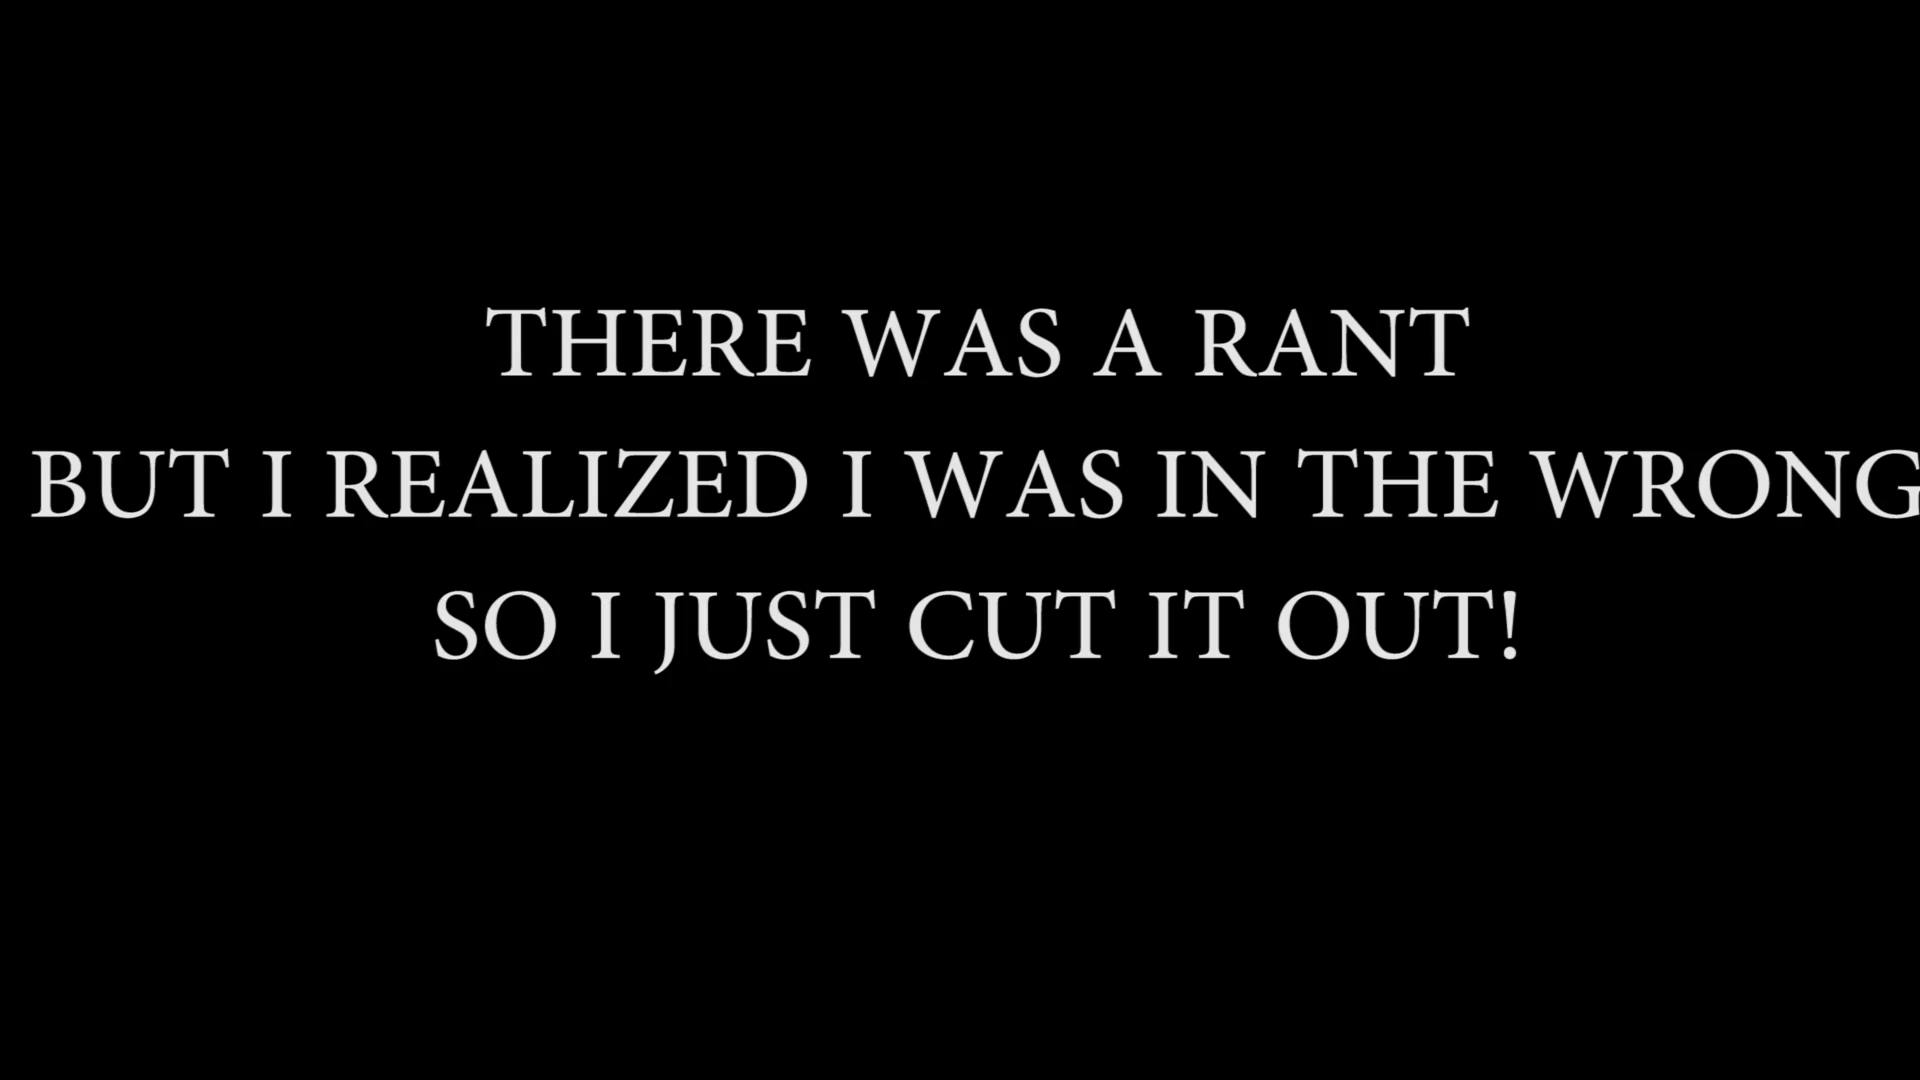 THERE WAS A RANT
BUT I REALIZED I WAS IN THE WRONG
SO I JUST CUT IT OUT!